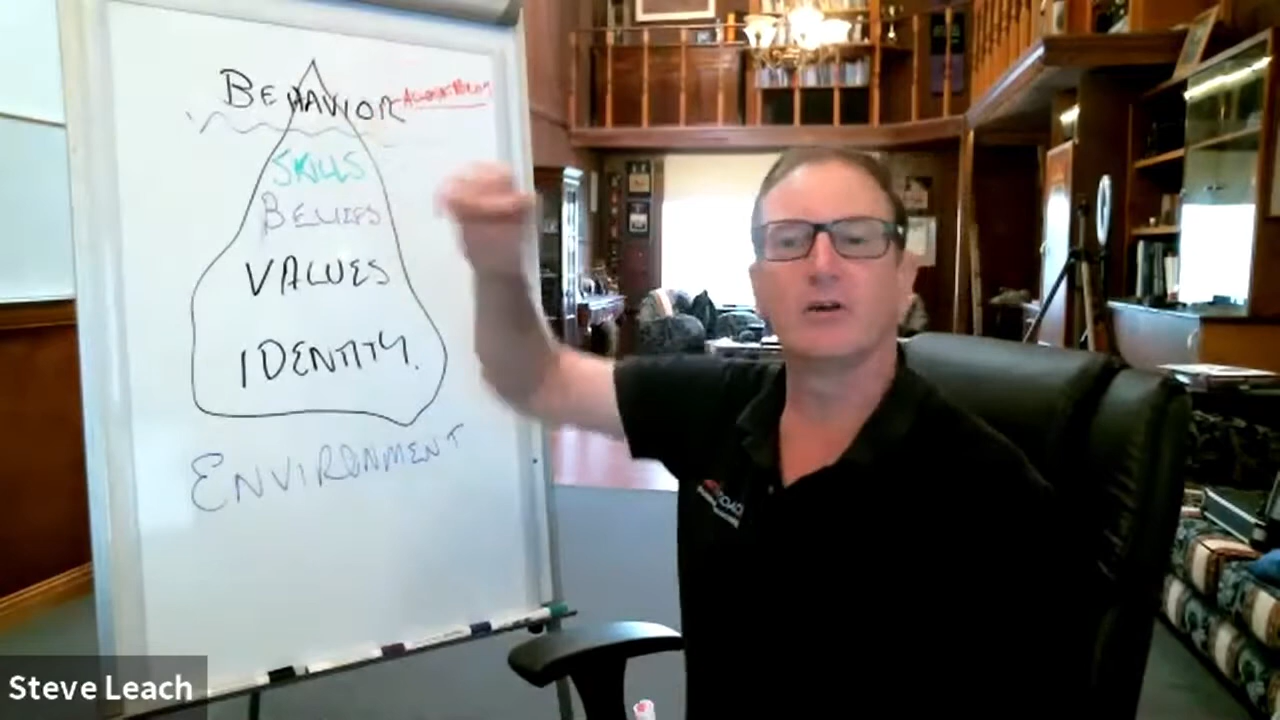 BEHAVIOR
SKILLS
BELIEFS
VALUES
IDENTITY.
ENVIRONMENT
Steve Leach